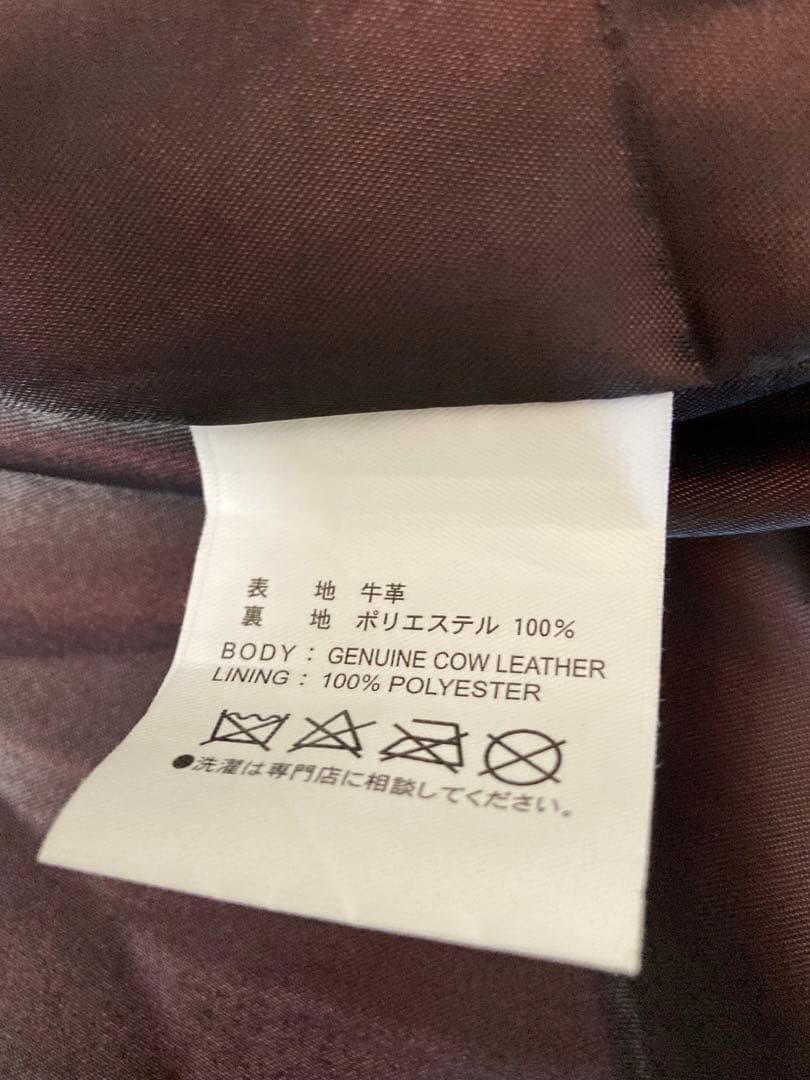 表 地 牛革
裏 地 ポリエステル 100%
BODY : GENUINE COW LEATHER
LINING : 100% POLYESTER
●洗濯は専門店に相談してください。